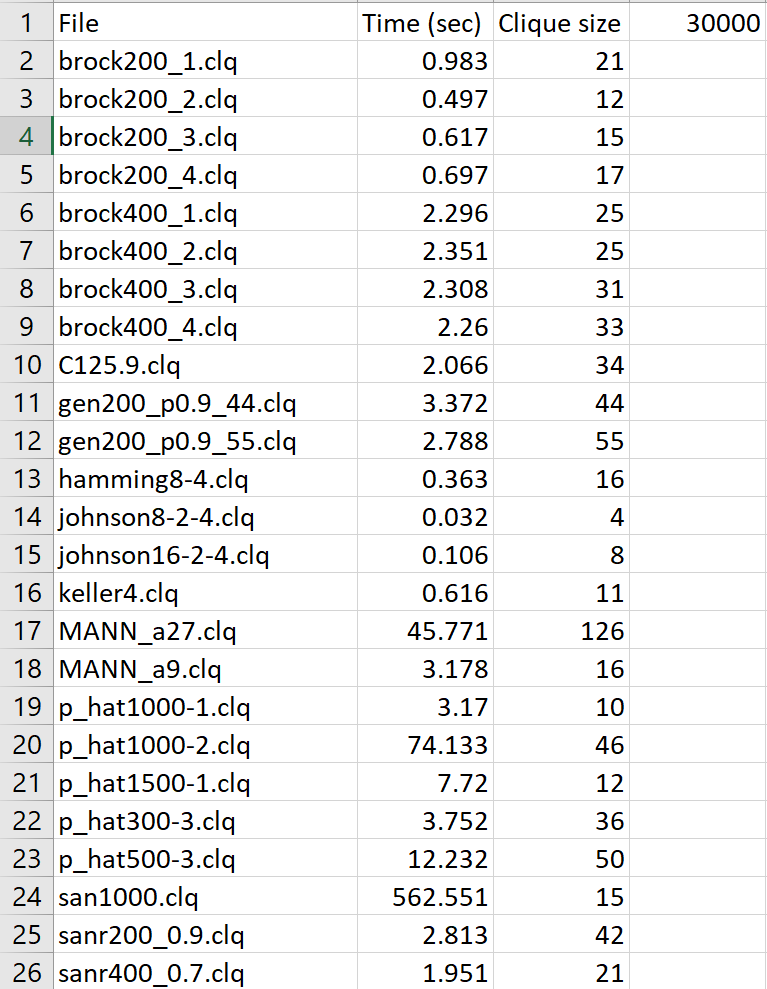 1 File Time (sec) Clique size 30000
2 brock200_1.clq 0.983 21
3 brock200_2.clq 0.497 12
4 brock200_3.clq 0.617 15
5 brock200_4.clq 0.697 17
6 brock400_1.clq 2.296 25
7 brock400_2.clq 2.351 25
8 brock400_3.clq 2.308 31
9 brock400_4.clq 2.26 33
10 C125.9.clq 2.066 34
11 gen200_p0.9_44.clq 3.372 44
12 gen200_p0.9_55.clq 2.788 55
13 hamming8-4.clq 0.363 16
14 johnson8-2-4.clq 0.032 4
15 johnson16-2-4.clq 0.106 8
16 keller4.clq 0.616 11
17 MANN_a27.clq 45.771 126
18 MANN_a9.clq 3.178 16
19 p_hat1000-1.clq 3.17 10
20 p_hat1000-2.clq 74.133 46
21 p_hat1500-1.clq 7.72 12
22 p_hat300-3.clq 3.752 36
23 p_hat500-3.clq 12.232 50
24 san1000.clq 562.551 15
25 sanr200_0.9.clq 2.813 42
26 sanr400_0.7.clq 1.951 21